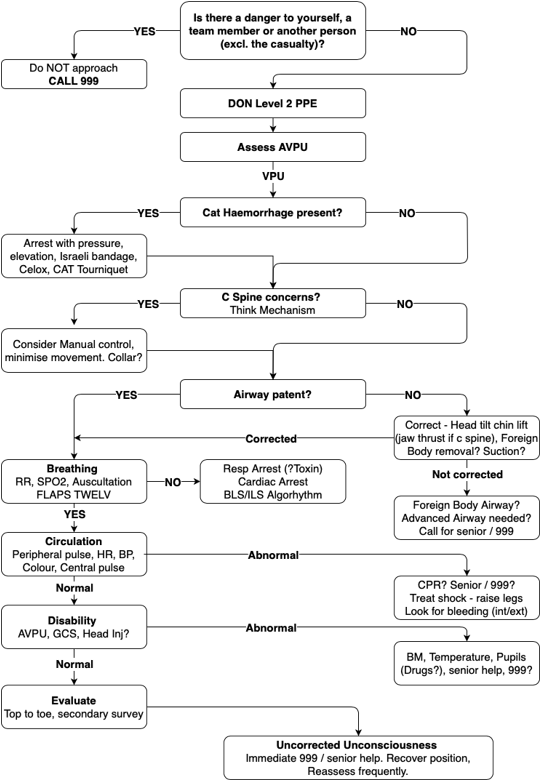 Is there a danger to yourself, a
team member or another person
(excl. the casualty)?
YES
NO
Do NOT approach
CALL 999
DON Level 2 PPE
Assess AVPU
VPU
Cat Haemorrhage present?
YES
NO
Arrest with pressure,
elevation, Israeli bandage,
Celox, CAT Tourniquet
C Spine concerns?
Think Mechanism
YES
NO
Consider Manual control,
minimise movement. Collar?
Airway patent?
YES
NO
Correct - Head tilt chin lift
(jaw thrust if c spine), Foreign
Body removal? Suction?
Corrected
Not corrected
Foreign Body Airway?
Advanced Airway needed?
Call for senior / 999
Breathing
RR, SPO2, Auscultation
FLAPS TWELV
NO
Resp Arrest (?Toxin)
Cardiac Arrest
BLS/ILS Algorhythm
YES
Circulation
Peripheral pulse, HR, BP,
Colour, Central pulse
Abnormal
CPR? Senior / 999?
Treat shock - raise legs
Look for bleeding (int/ext)
Normal
Disability
AVPU, GCS, Head Inj?
Abnormal
BM, Temperature, Pupils
(Drugs?), senior help, 999?
Normal
Evaluate
Top to toe, secondary survey
Uncorrected Unconsciousness
Immediate 999 / senior help. Recover position,
Reassess frequently.